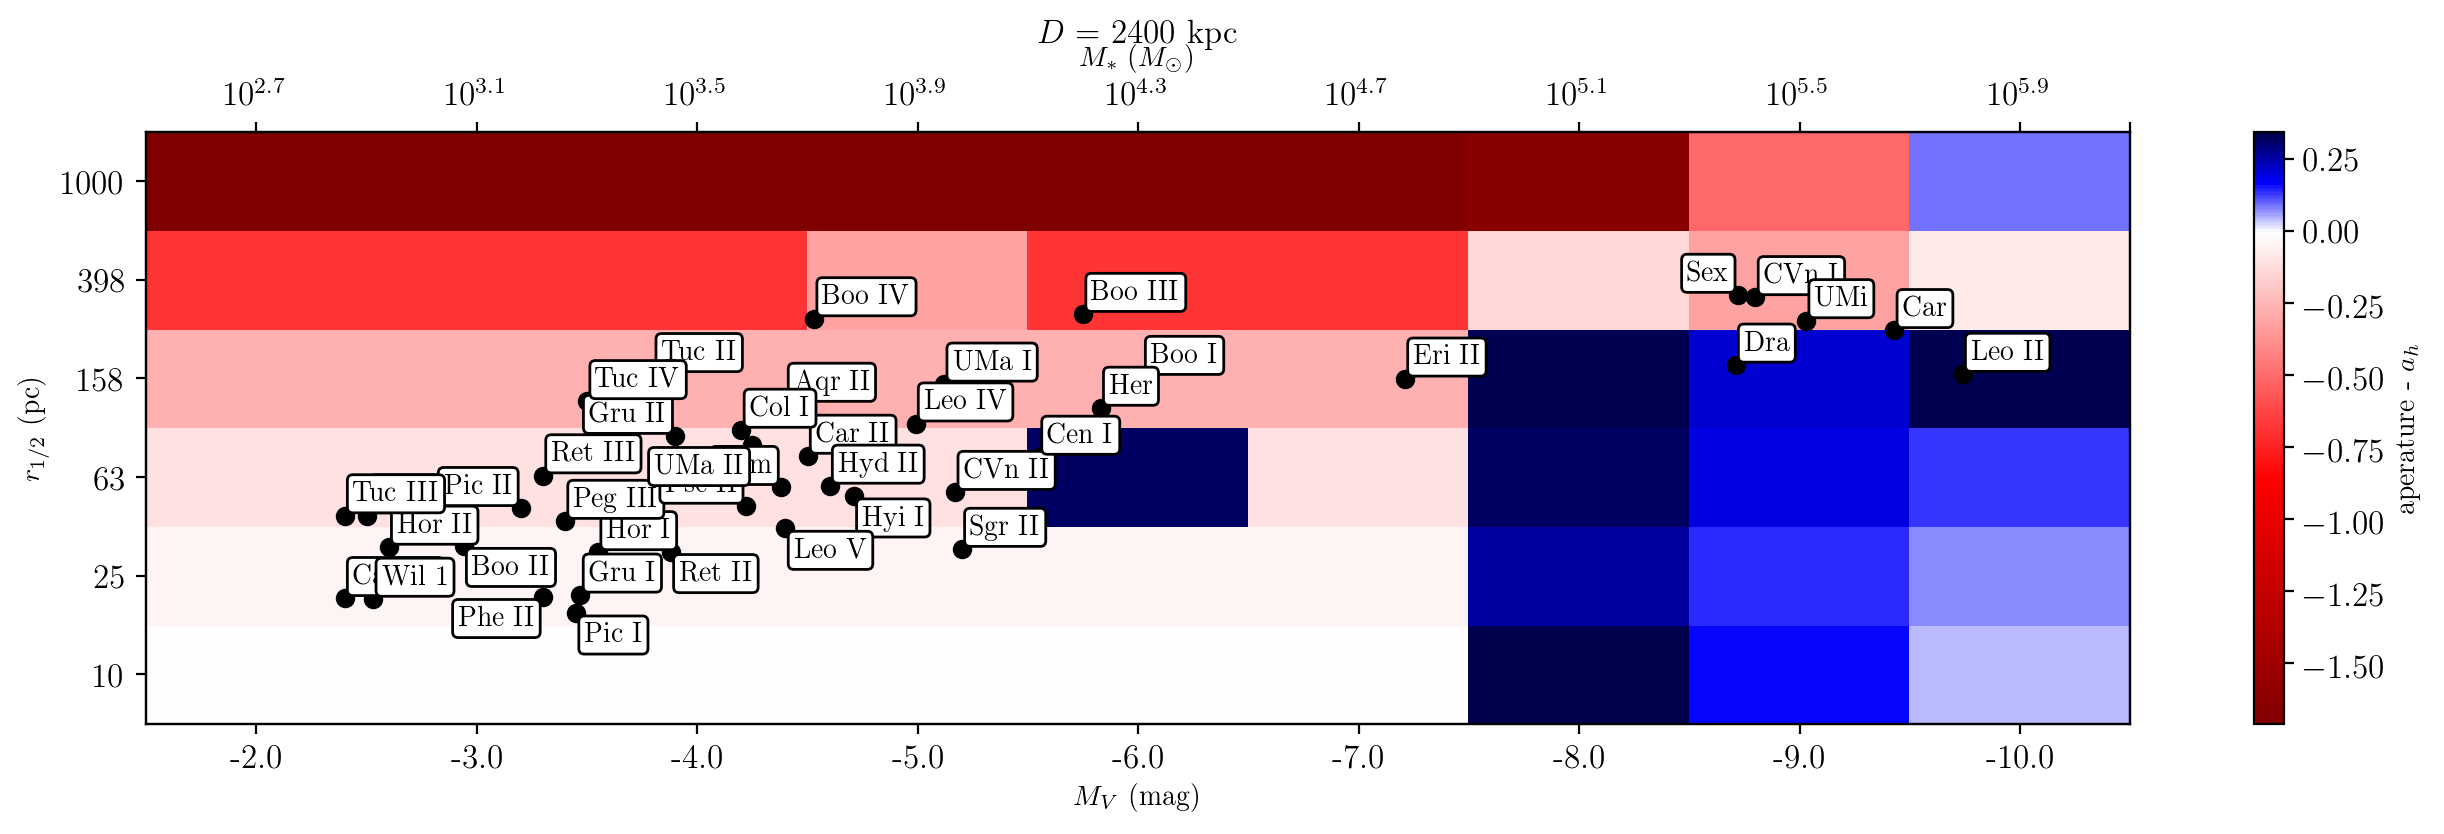 D = 2400 kpc
M* (M⊙)
10^2.7 10^3.1 10^3.5 10^3.9 10^4.3 10^4.7 10^5.1 10^5.5 10^5.9
1000
398
158
63
25
10
r1/2 (pc)
Sex
CVn I
UMi
Car
Boo IV
Boo III
Dra
Leo II
Tuc II
UMa I
Boo I
Eri II
Tuc IV
Aqr II
Her
Gru II
Col I
Leo IV
Car II
Cen I
Ret III
UMa II
Hyd II
CVn II
Tuc III
Pic II
Peg III
Hor II
Hor I
Hyi I
Sgr II
Leo V
Wil 1
Boo II
Gru I
Ret II
Phe II
Pic I
-2.0 -3.0 -4.0 -5.0 -6.0 -7.0 -8.0 -9.0 -10.0
M_V (mag)
0.25
0.00
−0.25
−0.50
−0.75
−1.00
−1.25
−1.50
aperature - a_h